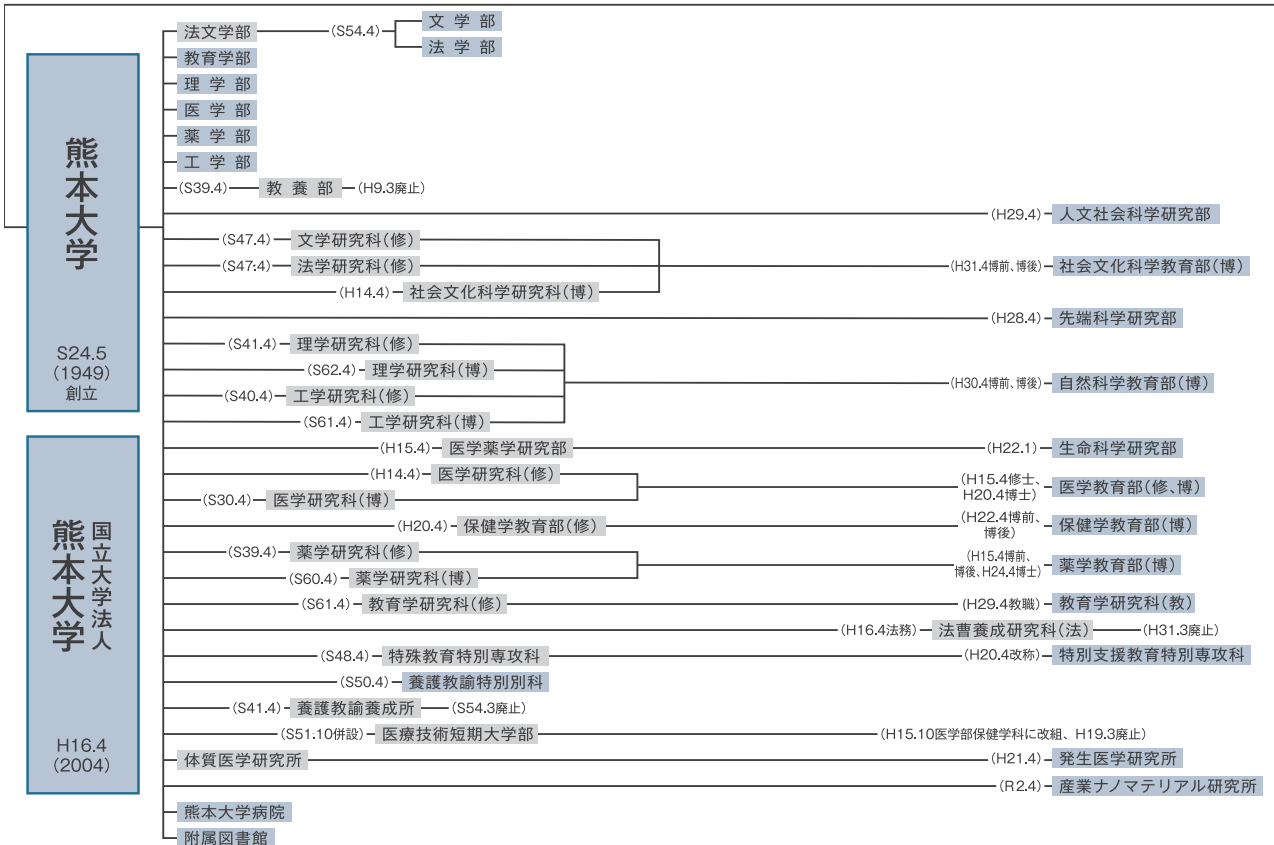 熊本大学
S24.5
(1949)
創立
国立大学法人
熊本大学
H16.4
(2004)
法文学部 (S54.4) 文学部
法学部
教育学部
理学部
医学部
薬学部
工学部
(S39.4) 教養部 (H9.3廃止)
(H29.4) 人文社会科学研究部
(S47.4) 文学研究科(修)
(S47.4) 法学研究科(修) (H31.4博前、博後) 社会文化科学教育部(博)
(H14.4) 社会文化科学研究科(博)
(H28.4) 先端科学研究部
(S41.4) 理学研究科(修)
(S62.4) 理学研究科(博)
(H30.4博前、博後) 自然科学教育部(博)
(S40.4) 工学研究科(修)
(S61.4) 工学研究科(博)
(H15.4) 医学薬学研究部 (H22.1) 生命科学研究部
(H14.4) 医学研究科(修)
(H15.4修士、
H20.4博士) 医学教育部(修、博)
(S30.4) 医学研究科(博)
(H20.4) 保健学教育部(修) (H22.4博前、
博後) 保健学教育部(博)
(S39.4) 薬学研究科(修)
(H15.4博前、
博後、H24.4博士) 薬学教育部(博)
(S60.4) 薬学研究科(博)
(S61.4) 教育学研究科(修) (H29.4教職) 教育学研究科(教)
(H16.4法務) 法曹養成研究科(法) (H31.3廃止)
(S48.4) 特殊教育特別専攻科 (H20.4改称) 特別支援教育特別専攻科
(S50.4) 養護教諭特別別科
(S41.4) 養護教諭養成所 (S54.3廃止)
(S51.10併設) 医療技術短期大学部 (H15.10医学部保健学科に改組、H19.3廃止)
体質医学研究所 (H21.4) 発生医学研究所
(R2.4) 産業ナノマテリアル研究所
熊本大学病院
附属図書館